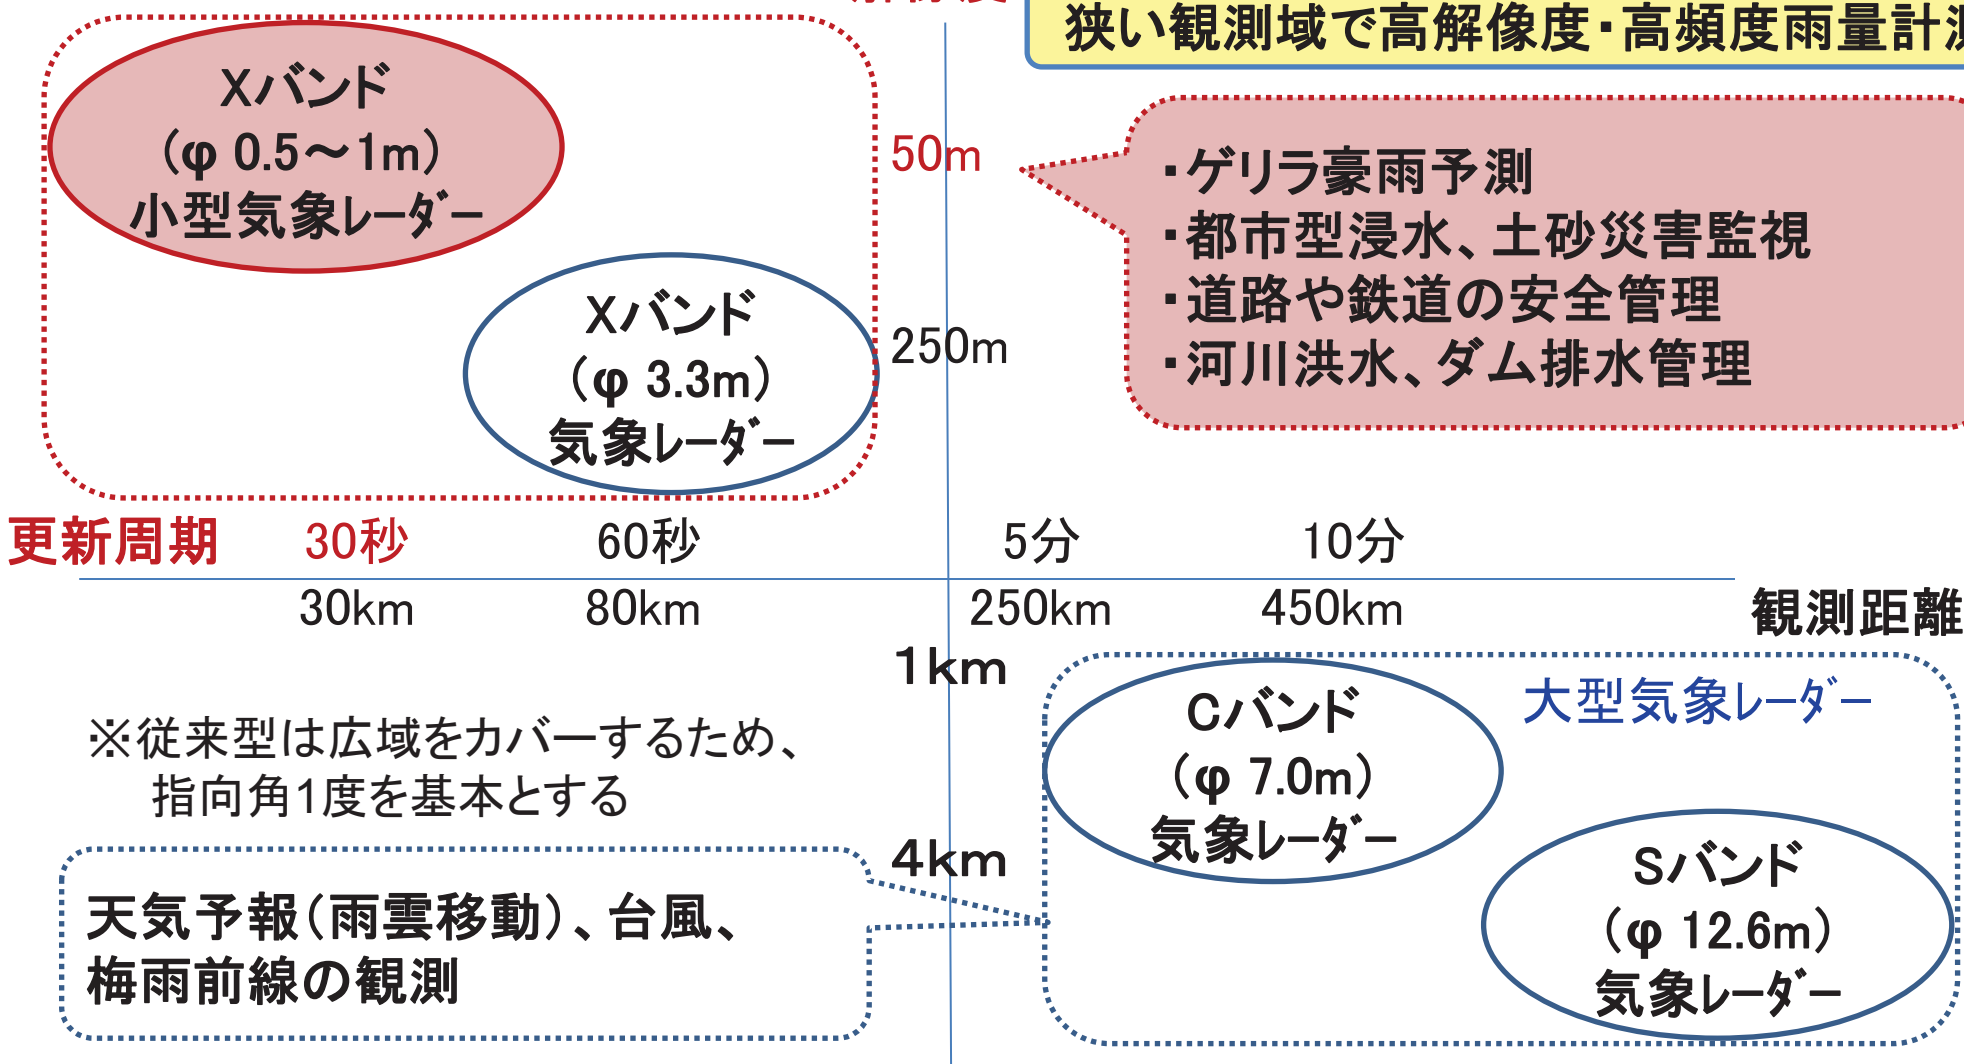 狭い観測域で高解像度・高頻度雨量計
Xバンド
(φ 0.5～1m)
小型気象レーダー
50m
・ゲリラ豪雨予測
・都市型浸水、土砂災害監視
・道路や鉄道の安全管理
・河川洪水、ダム排水管理
Xバンド
(φ 3.3m)
気象レーダー
250m
更新周期
30秒
60秒
5分
10分
30km
80km
250km
450km
観測距離
1km
Cバンド
(φ 7.0m)
気象レーダー
大型気象レーダー
※従来型は広域をカバーするため、
指向角1度を基本とする
4km
Sバンド
(φ 12.6m)
気象レーダー
天気予報(雨雲移動)、台風、
梅雨前線の観測